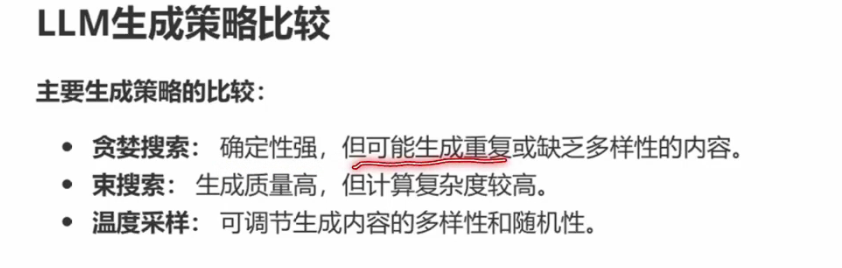 LLM生成策略比较
主要生成策略的比较：
• 贪婪搜索： 确定性强，但可能生成重复或缺乏多样性的内容。
• 束搜索： 生成质量高，但计算复杂度较高。
• 温度采样： 可调节生成内容的多样性和随机性。